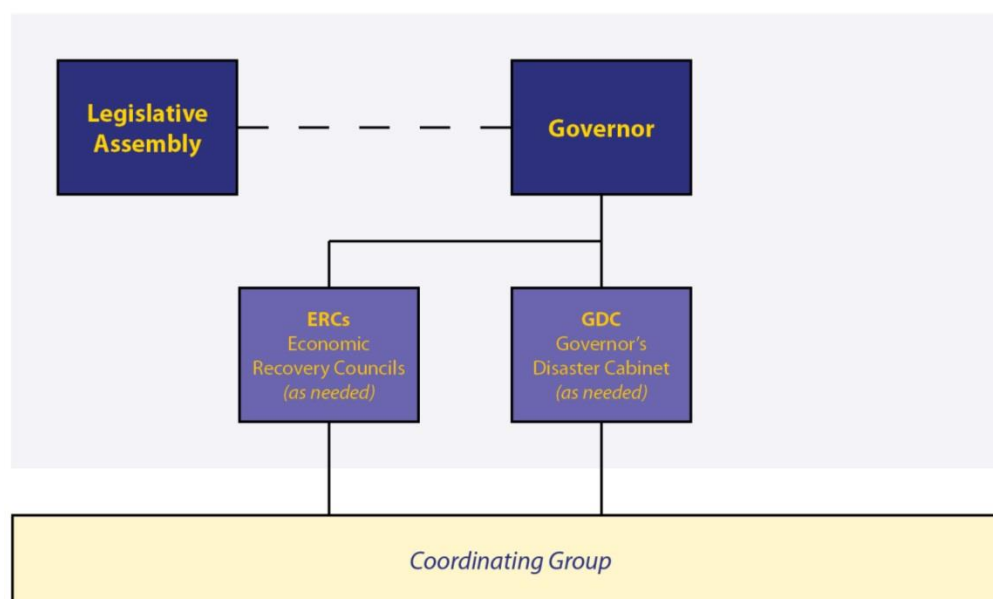 Legislative
Assembly
Governor
ERCs
Economic
Recovery Councils
(as needed)
GDC
Governor’s
Disaster Cabinet
(as needed)
Coordinating Group